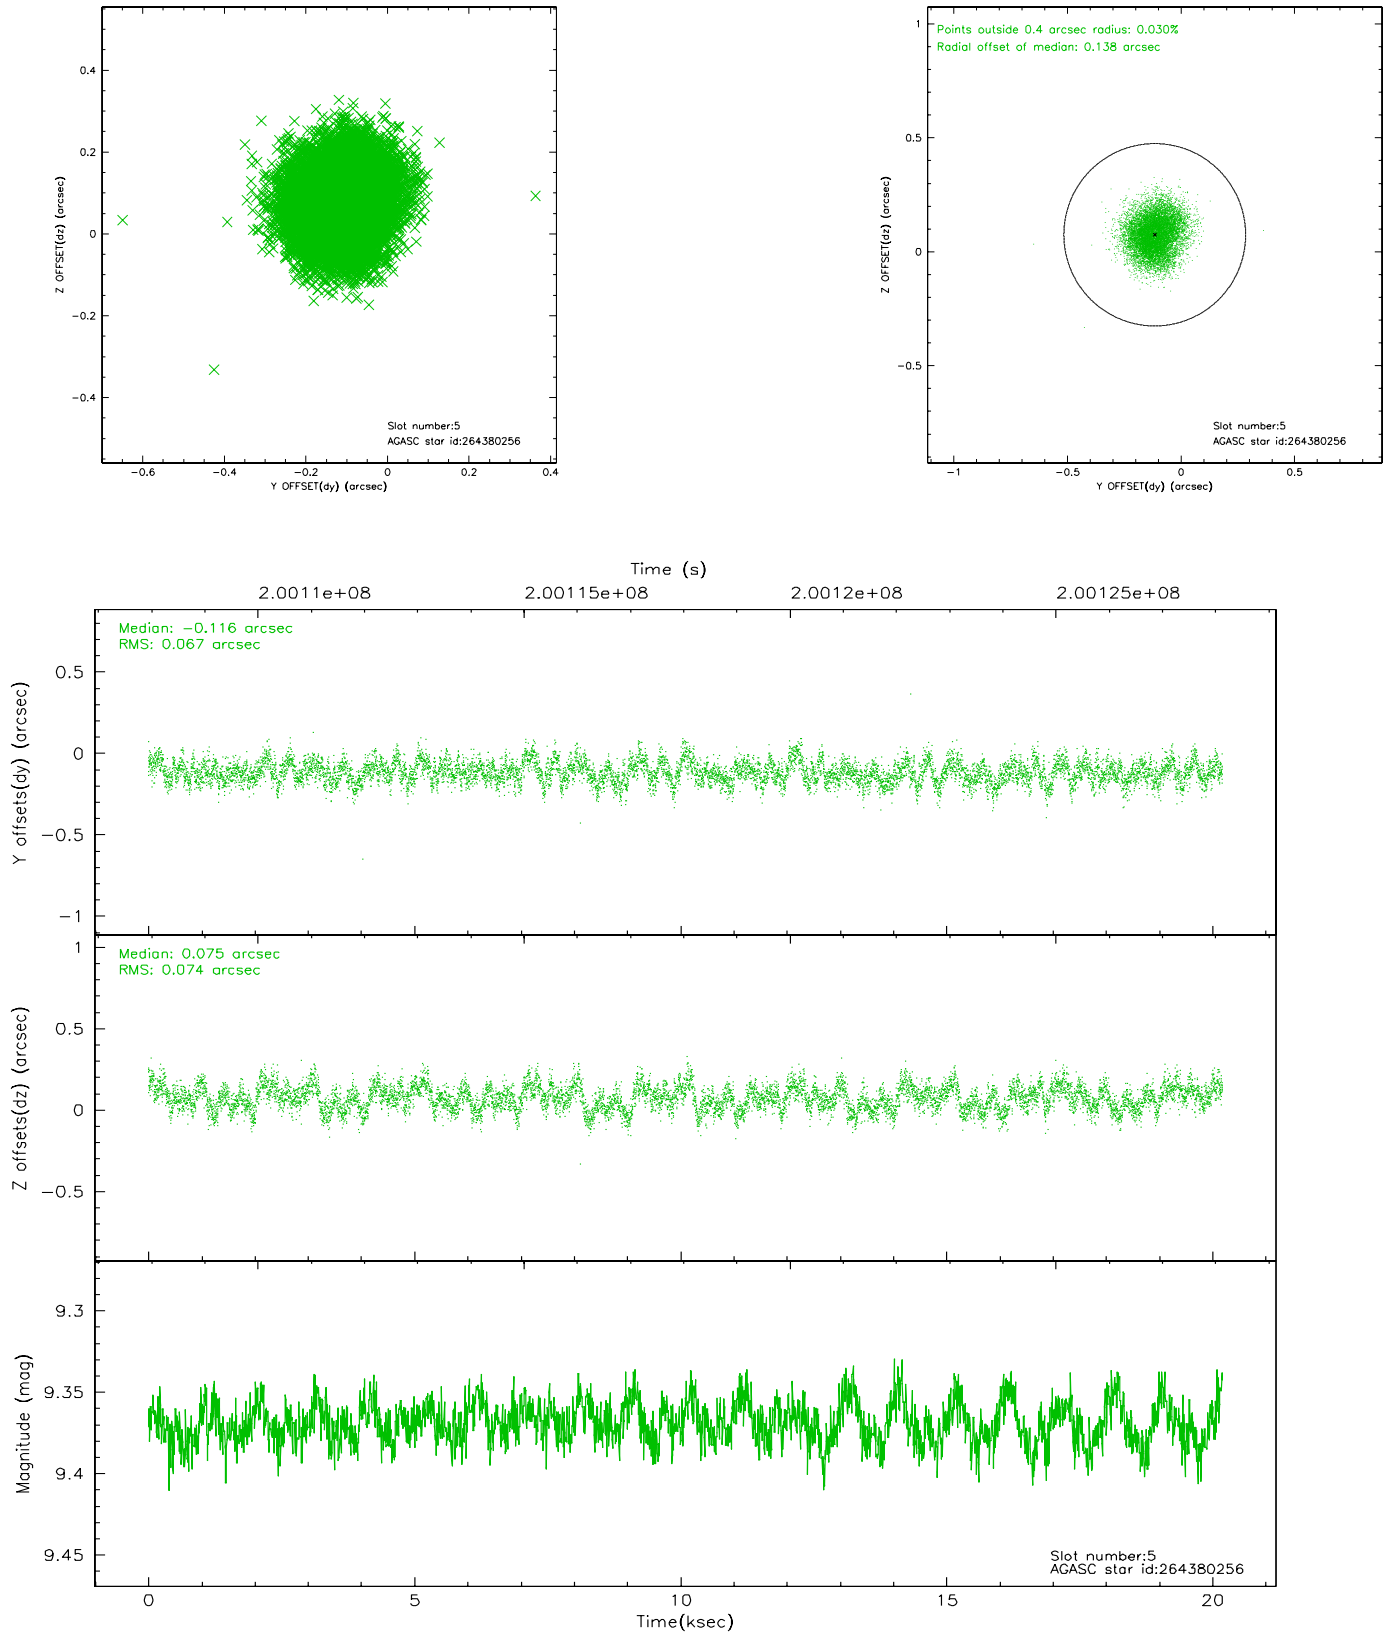 0.4
0.2
0
−0.2
−0.4
Z OFFSET(dz) (arcsec)
Slot number:5
AGASC star id:264380256
−0.6 −0.4 −0.2 0 0.2 0.4
Y OFFSET(dy) (arcsec)
Points outside 0.4 arcsec radius: 0.030%
Radial offset of median: 0.138 arcsec
1
0.5
0
−0.5
Z OFFSET(dz) (arcsec)
Slot number:5
AGASC star id:264380256
−1 −0.5 0 0.5
Y OFFSET(dy) (arcsec)
Time (s)
2.0011e+08 2.00115e+08 2.0012e+08 2.00125e+08
Median: −0.116 arcsec
RMS: 0.067 arcsec
0.5
0
−0.5
−1
Y offsets(dy) (arcsec)
Median: 0.075 arcsec
RMS: 0.074 arcsec
1
0.5
0
−0.5
Z offsets(dz) (arcsec)
9.3
9.35
9.4
9.45
Magnitude (mag)
Slot number:5
AGASC star id:264380256
0 5 10 15 20
Time(ksec)